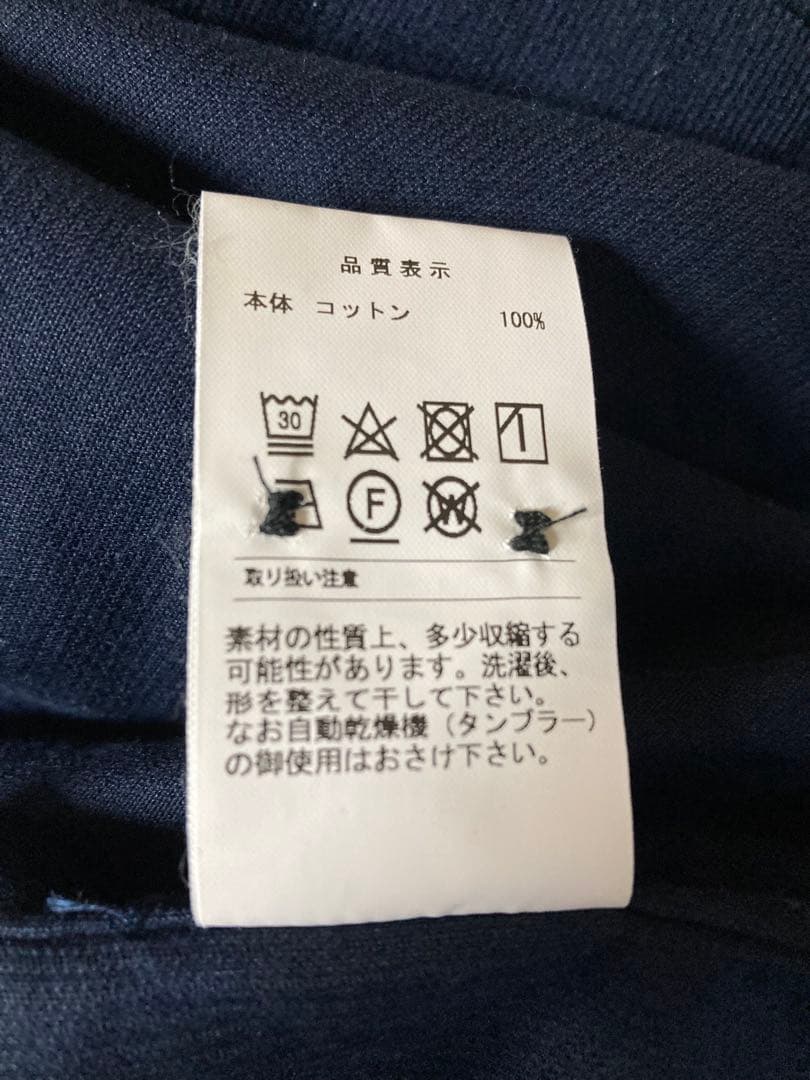 品質表示
本体 コットン 100%
30
F W
取り扱い注意
素材の性質上、多少収縮する
可能性があります。洗濯後、
形を整えて干して下さい。
なお自動乾燥機（タンブラー）
の御使用はおさけ下さい。